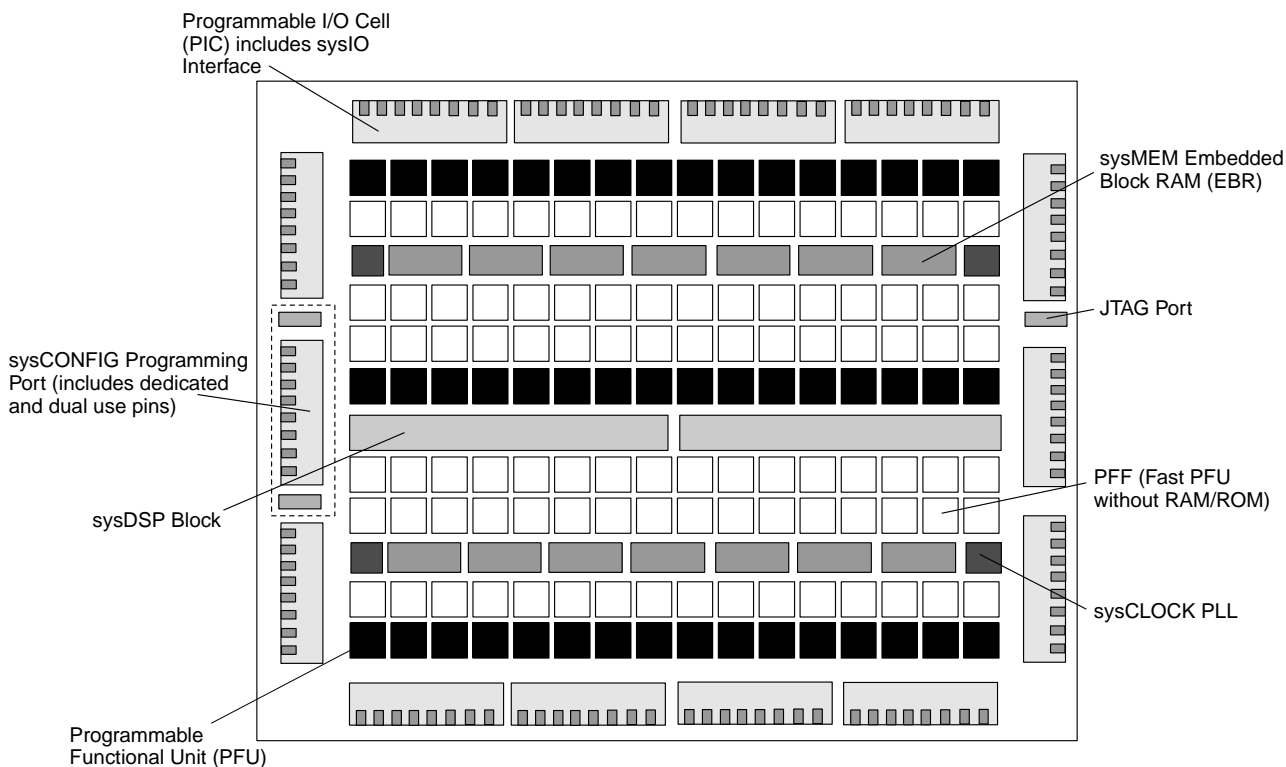 Programmable I/O Cell
(PIC) includes sysIO
Interface
sysMEM Embedded
Block RAM (EBR)
JTAG Port
sysCONFIG Programming
Port (includes dedicated
and dual use pins)
PFF (Fast PFU
without RAM/ROM)
sysDSP Block
sysCLOCK PLL
Programmable
Functional Unit (PFU)